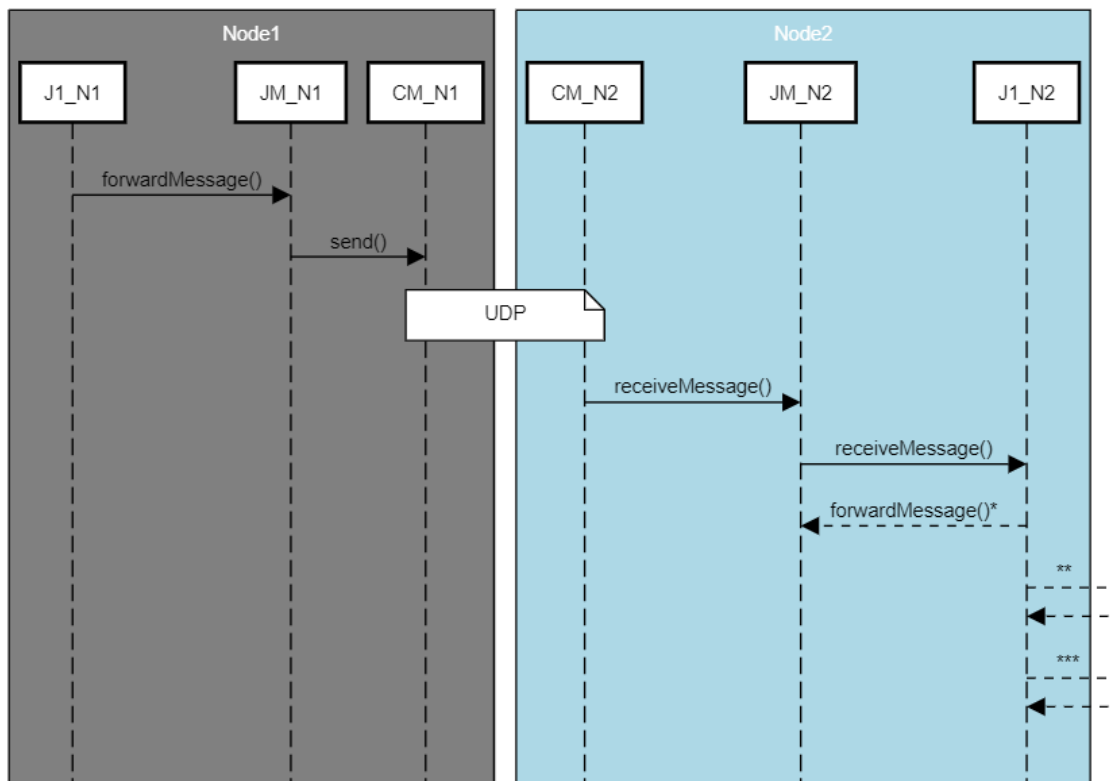 Node1
Node2
J1_N1
JM_N1
CM_N1
CM_N2
JM_N2
J1_N2
forwardMessage()
send()
UDP
receiveMessage()
receiveMessage()
forwardMessage()*
**
***